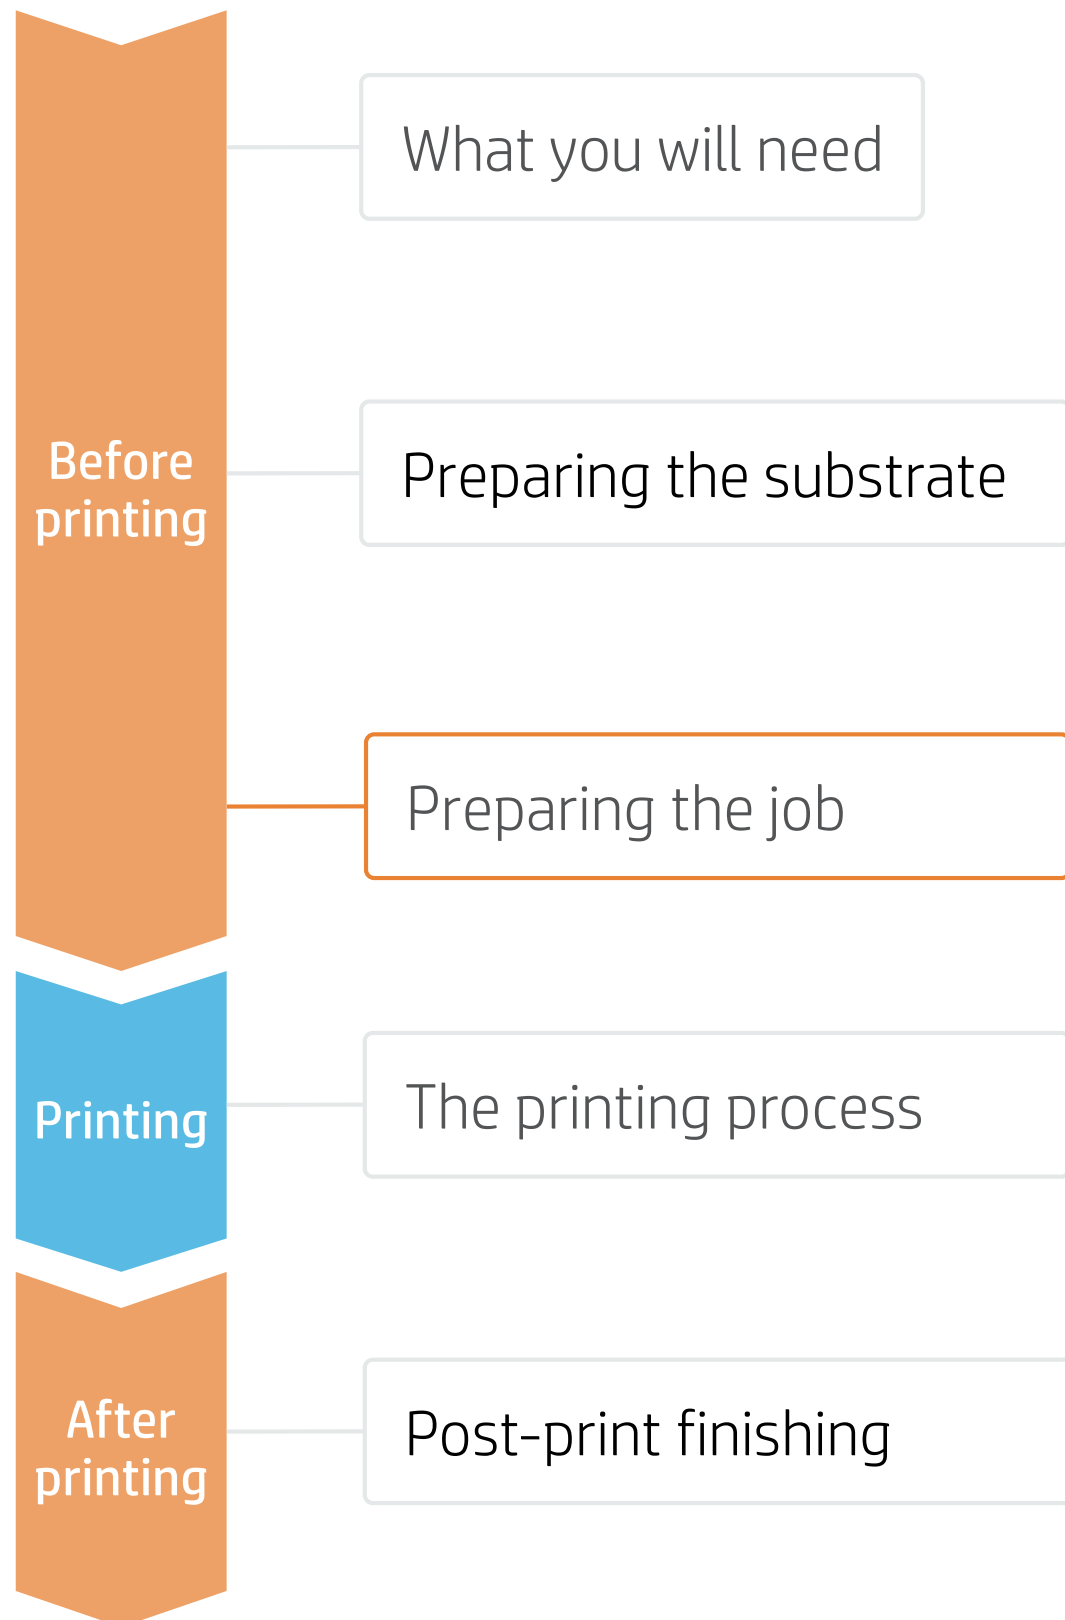 What you will need
Before
printing
Preparing the substrate
Preparing the job
Printing
The printing process
After
printing
Post-print finishing